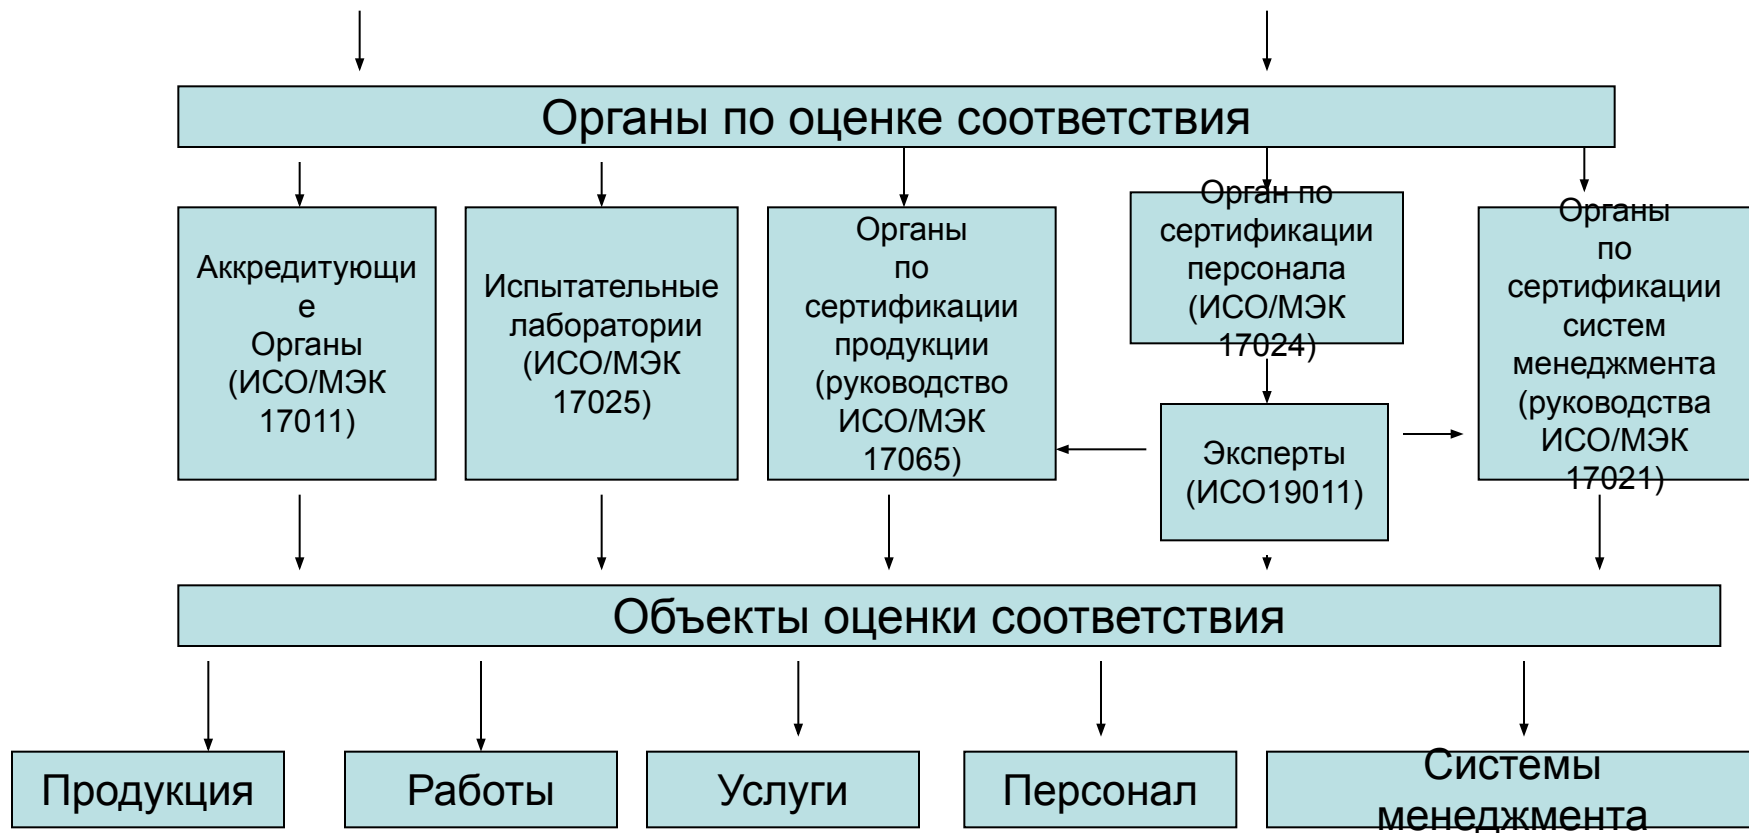 Органы по оценке соответствия
Аккредитующи
е
Органы
(ИСО/МЭК
17011)
Испытательные
лаборатории
(ИСО/МЭК
17025)
Органы
по
сертификации
продукции
(руководство
ИСО/МЭК
17065)
Орган по
сертификации
персонала
(ИСО/МЭК
17024)
Эксперты
(ИСО19011)
Органы
по
сертификации
систем
менеджмента
(руководства
ИСО/МЭК
17021)
Объекты оценки соответствия
Продукция
Работы
Услуги
Персонал
Системы
менеджмента